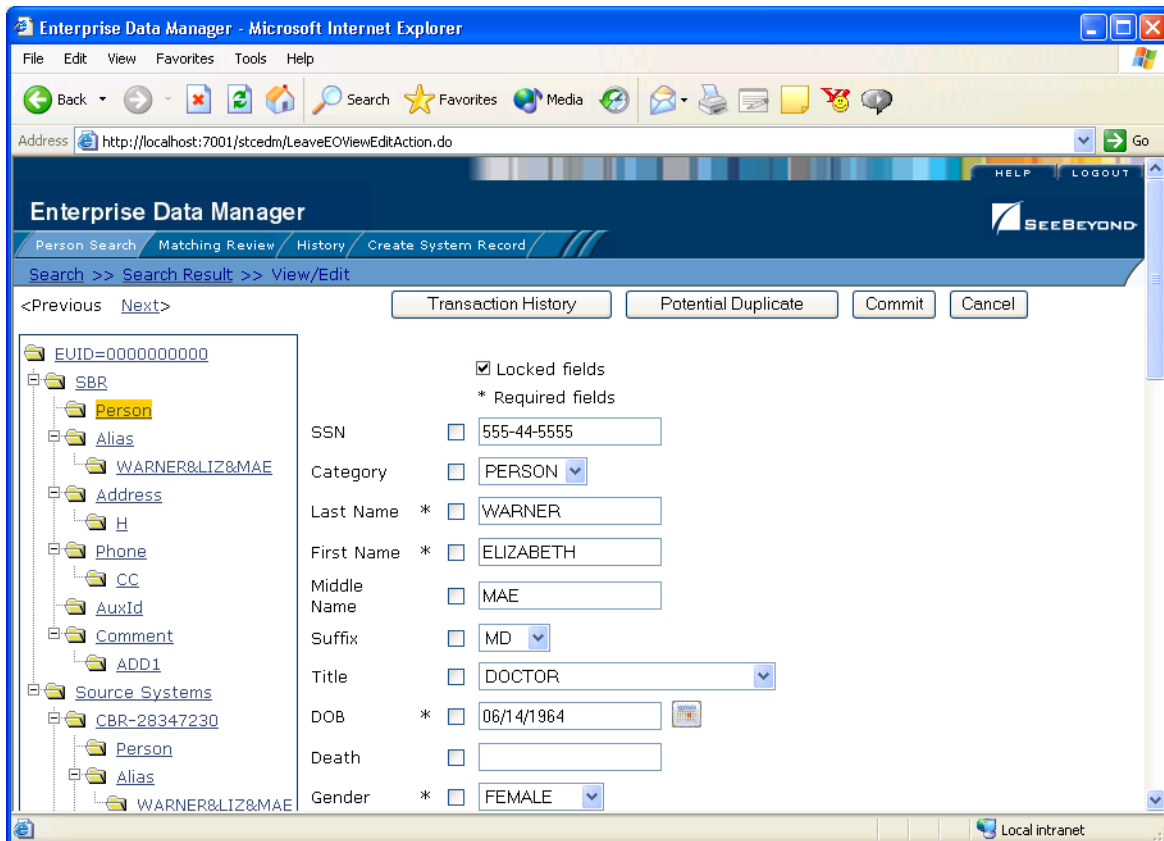 Enterprise Data Manager - Microsoft Internet Explorer
File Edit View Favorites Tools Help
Back Search Favorites Media
Address http://localhost:7001/stcedm/LeaveEOViewEditAction.do Go
HELP LOGOUT
Enterprise Data Manager
SEEBEYOND
Person Search Matching Review History Create System Record
Search >> Search Result >> View/Edit
<Previous Next> Transaction History Potential Duplicate Commit Cancel
EUID=0000000000
SBR
Person
Alias
WARNER&LIZ&MAE
Address
H
Phone
CC
AuxId
Comment
ADD1
Source Systems
CBR-28347230
Person
Alias
WARNER&LIZ&MAE
Locked fields
* Required fields
SSN 555-44-5555
Category PERSON
Last Name * WARNER
First Name * ELIZABETH
Middle Name MAE
Suffix MD
Title DOCTOR
DOB * 06/14/1964
Death
Gender * FEMALE
Local intranet